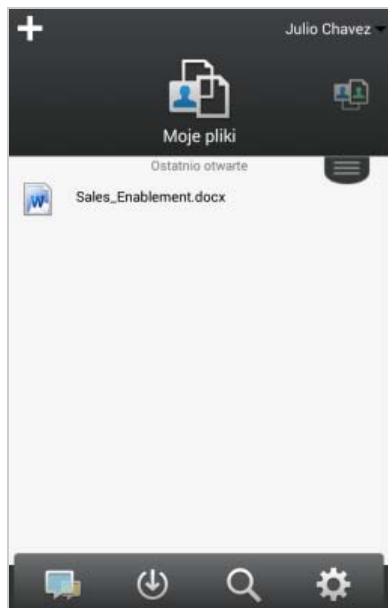 Julio Chavez
Moje pliki
Ostatnio otwarte
W
Sales_Enablement.docx